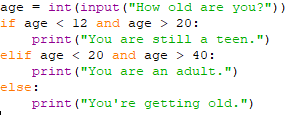 age = int(input("How old are you?"))
if age < 12 and age > 20:
    print("You are still a teen.")
elif age < 20 and age > 40:
    print("You are an adult.")
else:
    print("You're getting old.")